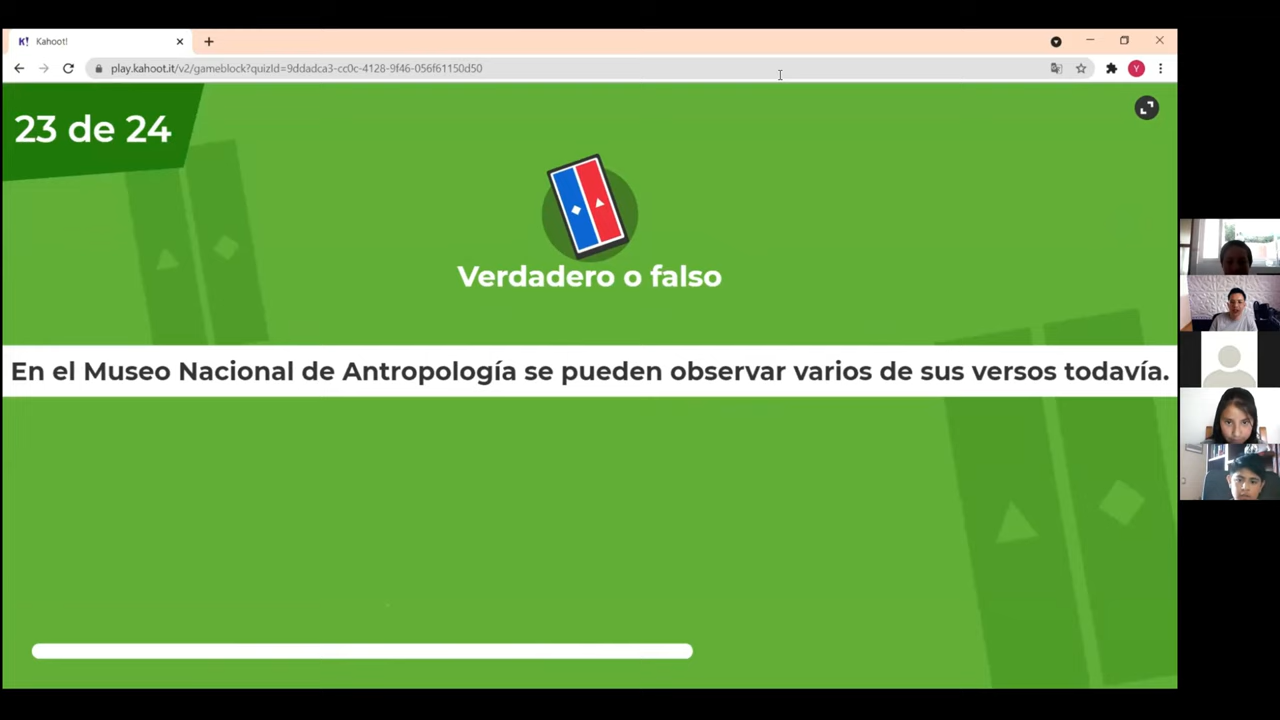 K! Kahoot!
play.kahoot.it/v2/gameblock?quizId=9ddadca3-cc0c-4128-9f46-056f61150d50
Y
23 de 24
Verdadero o falso
En el Museo Nacional de Antropología se pueden observar varios de sus versos todavía.